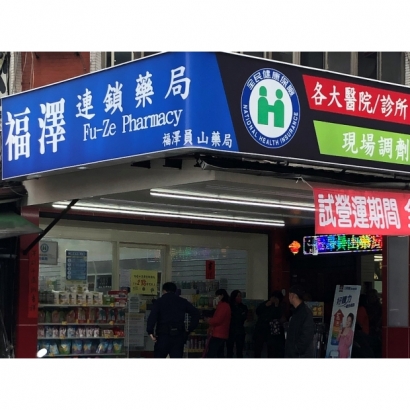 福澤 連鎖藥局
Fu-Ze Pharmacy
福澤員山藥局
全民健康保險
NATIONAL HEALTH INSURANCE
各大醫院/診所
現場調劑
試營運期間